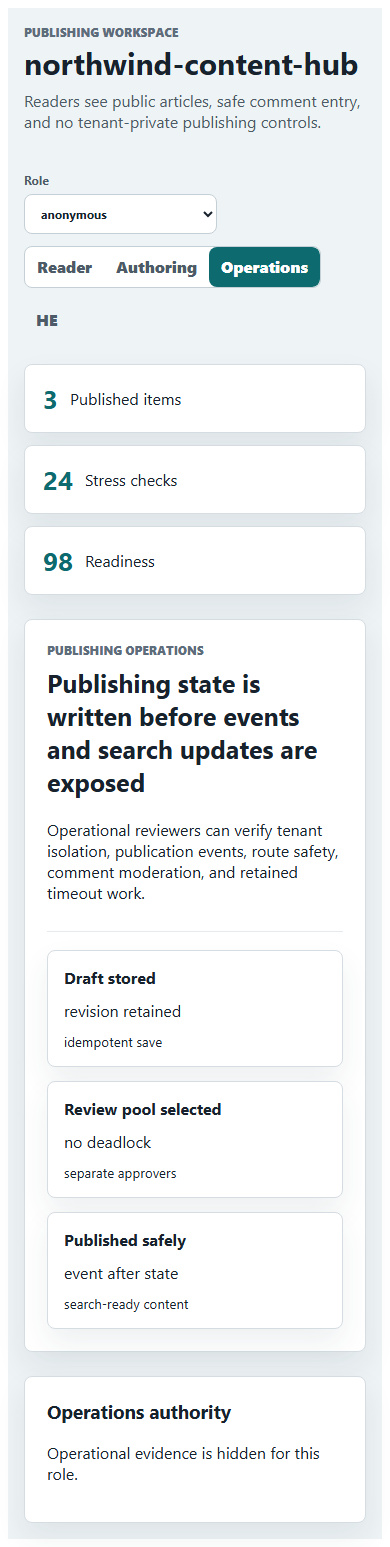 PUBLISHING WORKSPACE
northwind-content-hub
Readers see public articles, safe comment entry,
and no tenant-private publishing controls.
Role
anonymous
Reader Authoring Operations
HE
3 Published items
24 Stress checks
98 Readiness
PUBLISHING OPERATIONS
Publishing state is
written before events
and search updates are
exposed
Operational reviewers can verify tenant
isolation, publication events, route safety,
comment moderation, and retained
timeout work.
Draft stored
revision retained
idempotent save
Review pool selected
no deadlock
separate approvers
Published safely
event after state
search-ready content
Operations authority
Operational evidence is hidden for this
role.